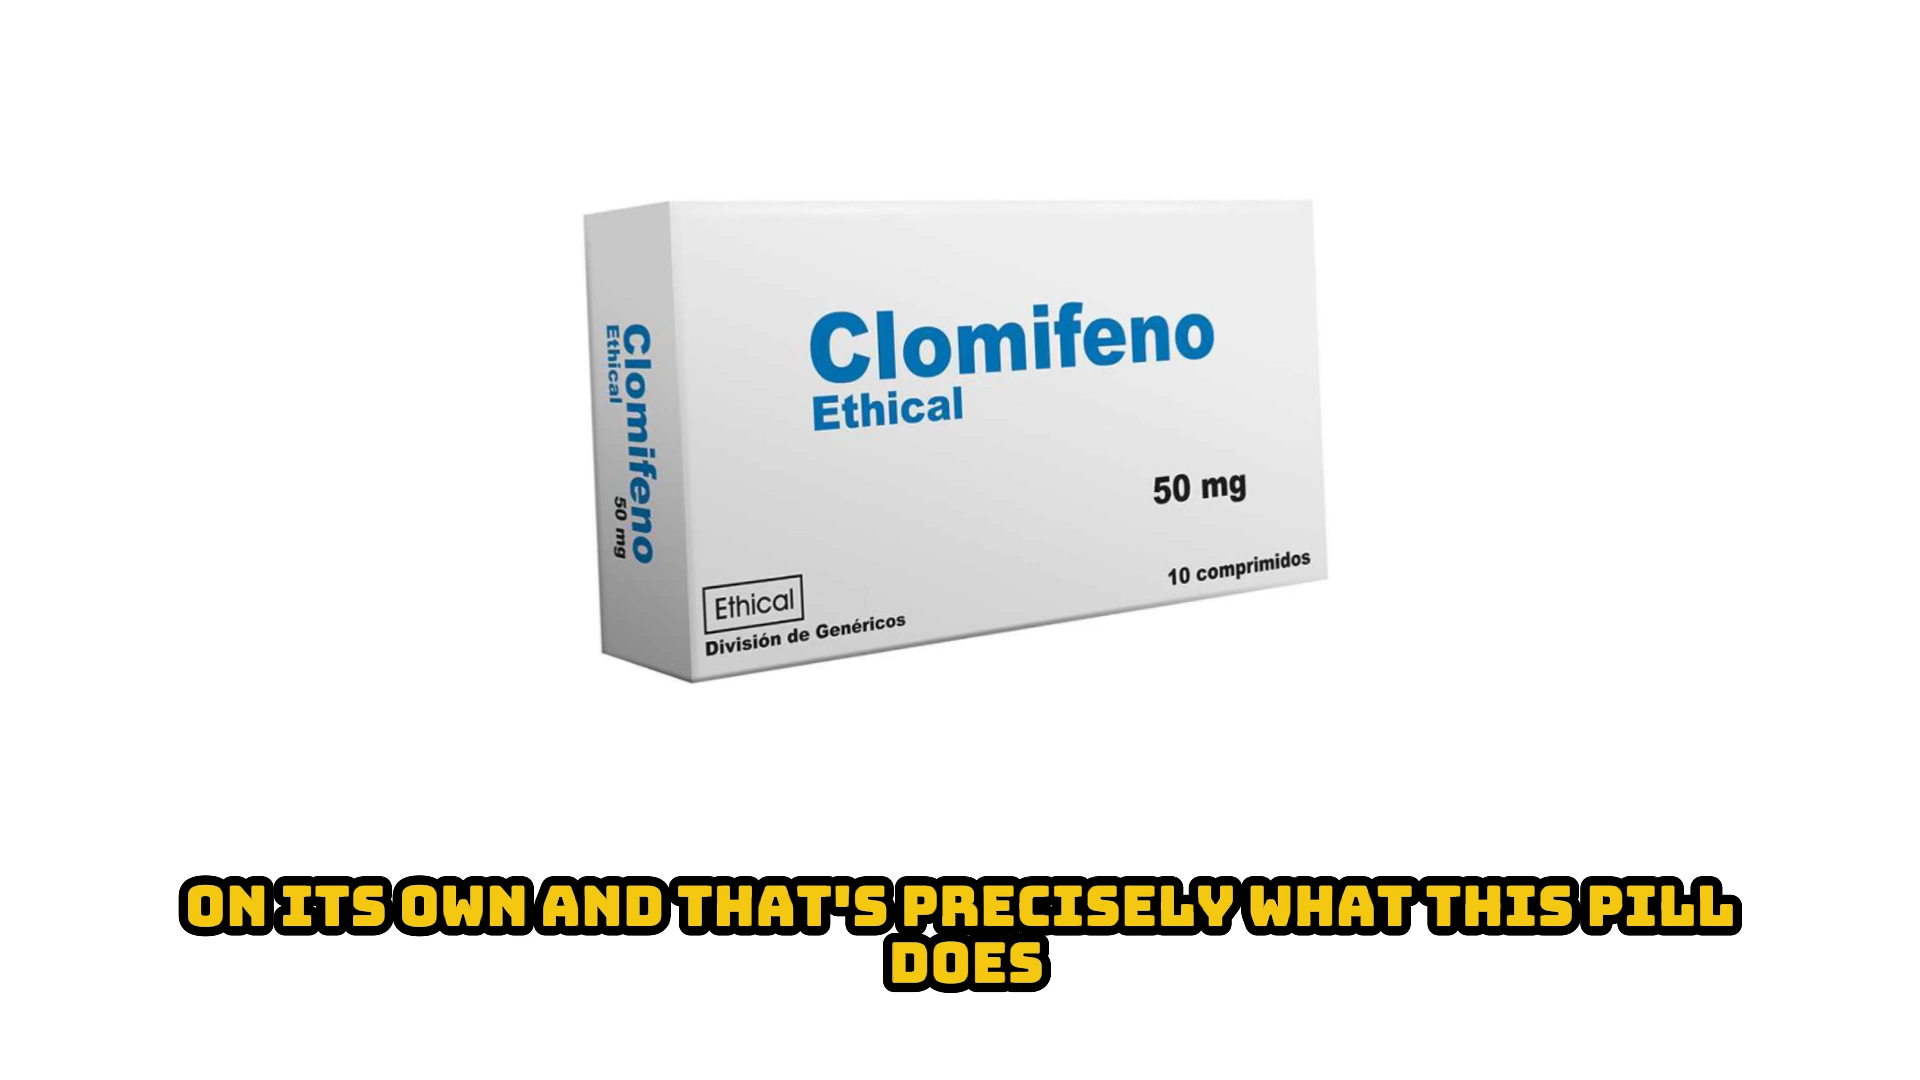 Clomifeno
Ethical
50 mg
Clomifeno
Ethical
50 mg
10 comprimidos
Ethical
División de Genéricos
ON ITS OWN AND THAT'S PRECISELY WHAT THIS PILL
DOES